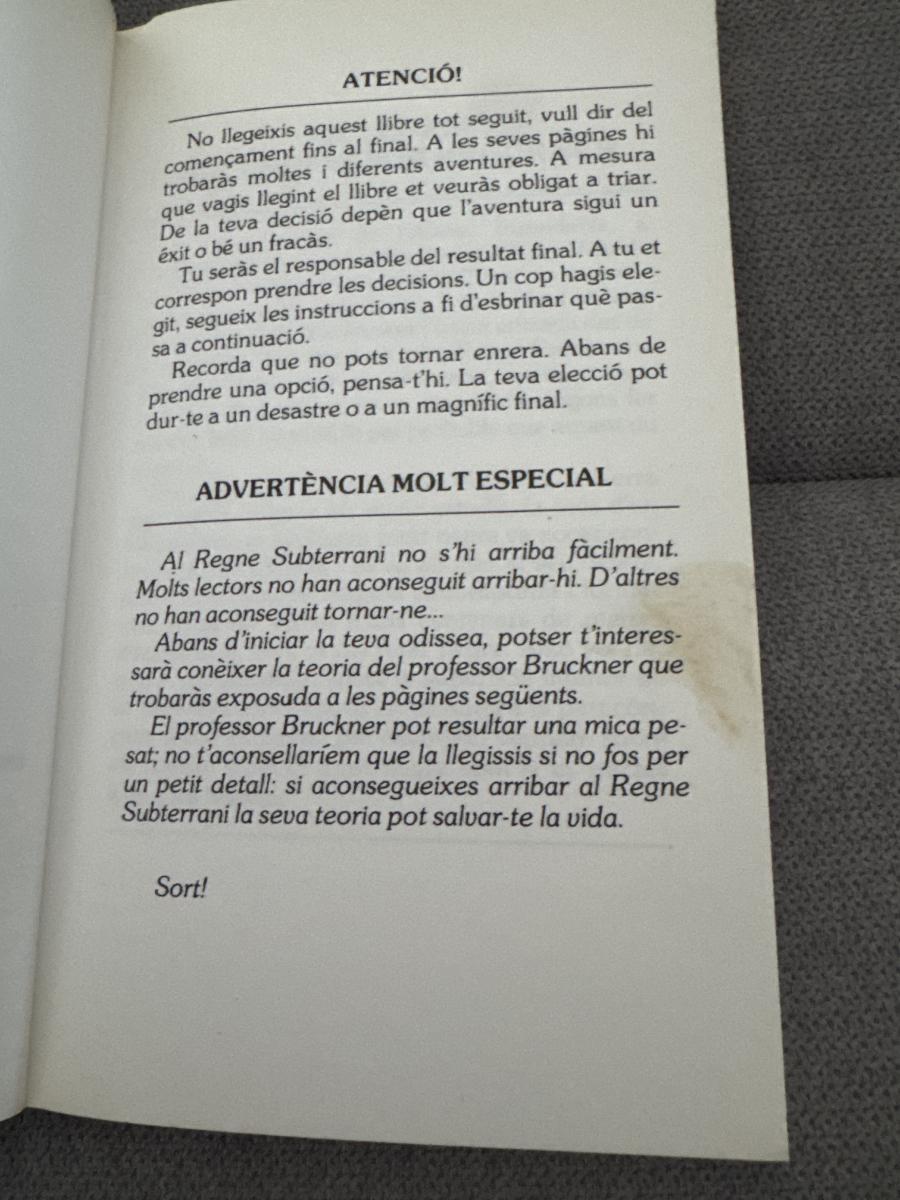 ATENCIÓ!
No llegeixis aquest llibre tot seguit, vull dir del
començament fins al final. A les seves pàgines hi
trobaràs moltes i diferents aventures. A mesura
que vagis llegint el llibre et veuràs obligat a triar.
De la teva decisió depèn que l'aventura sigui un
éxit o bé un fracàs.
Tu seràs el responsable del resultat final. A tu et
correspon prendre les decisions. Un cop hagis ele-
git, segueix les instruccions a fi d'esbrinar què pas-
sa a continuació.
Recorda que no pots tornar enrera. Abans de
prendre una opció, pensa-t'hi. La teva elecció pot
dur-te a un desastre o a un magnífic final.
ADVERTÈNCIA MOLT ESPECIAL
Al Regne Subterrani no s'hi arriba fàcilment.
Molts lectors no han aconseguit arribar-hi. D'altres
no han aconseguit tornar-ne...
Abans d'iniciar la teva odissea, potser t'interes-
sarà conèixer la teoria del professor Bruckner que
trobaràs exposada a les pàgines següents.
El professor Bruckner pot resultar una mica pe-
sat; no t'aconsellaríem que la llegissis si no fos per
un petit detall: si aconsegueixes arribar al Regne
Subterrani la seva teoria pot salvar-te la vida.
Sort!